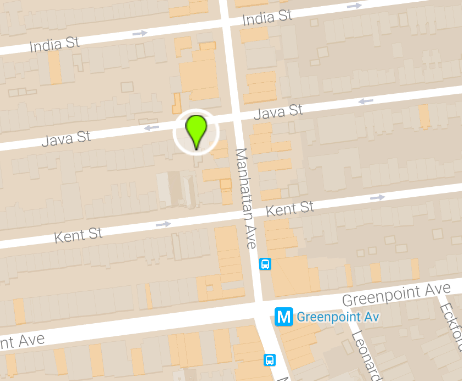 India St
India St
Java St
Java St
Manhattan Ave
Kent St
Kent St
Greenpoint Ave
M Greenpoint Av
nt Ave
Leonard
Eckford